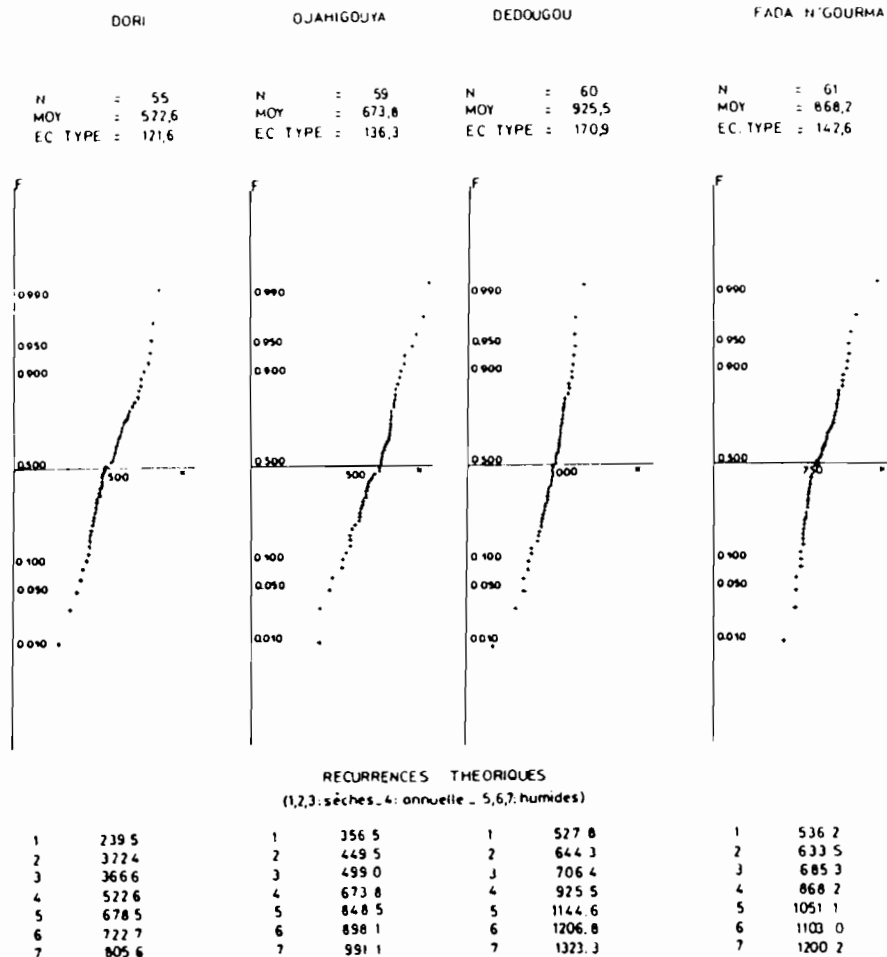 DORI OUAHIGOUYA DEDOUGOU FADA N'GOURMA
N = 55 N = 59 N = 60 N = 61
MOY = 522,6 MOY = 673,8 MOY = 925,5 MOY = 868,2
EC TYPE = 121,6 EC TYPE = 136,3 EC TYPE = 170,9 EC. TYPE = 142,6
F F F F
0.990 0.990 0.990 0.990
0.950 0.950 0.950 0.950
0.900 0.900 0.900 0.900
0.500 0.500 0.500 0.500
500 500 1000 750
0.100 0.100 0.100 0.100
0.050 0.050 0.050 0.050
0.010 0.010 0.010 0.010
RECURRENCES THEORIQUES
(1,2,3: sèches _ 4: annuelle _ 5,6,7: humides)
1 239 5 1 356 5 1 527 8 1 536 2
2 372 4 2 449 5 2 644 3 2 633 5
3 366 6 3 499 0 3 706 4 3 685 3
4 522 6 4 673 8 4 925 5 4 868 2
5 678 5 5 848 5 5 1144.6 5 1051 1
6 722 7 6 898 1 6 1206.8 6 1103 0
7 805 6 7 991 1 7 1323.3 7 1200 2